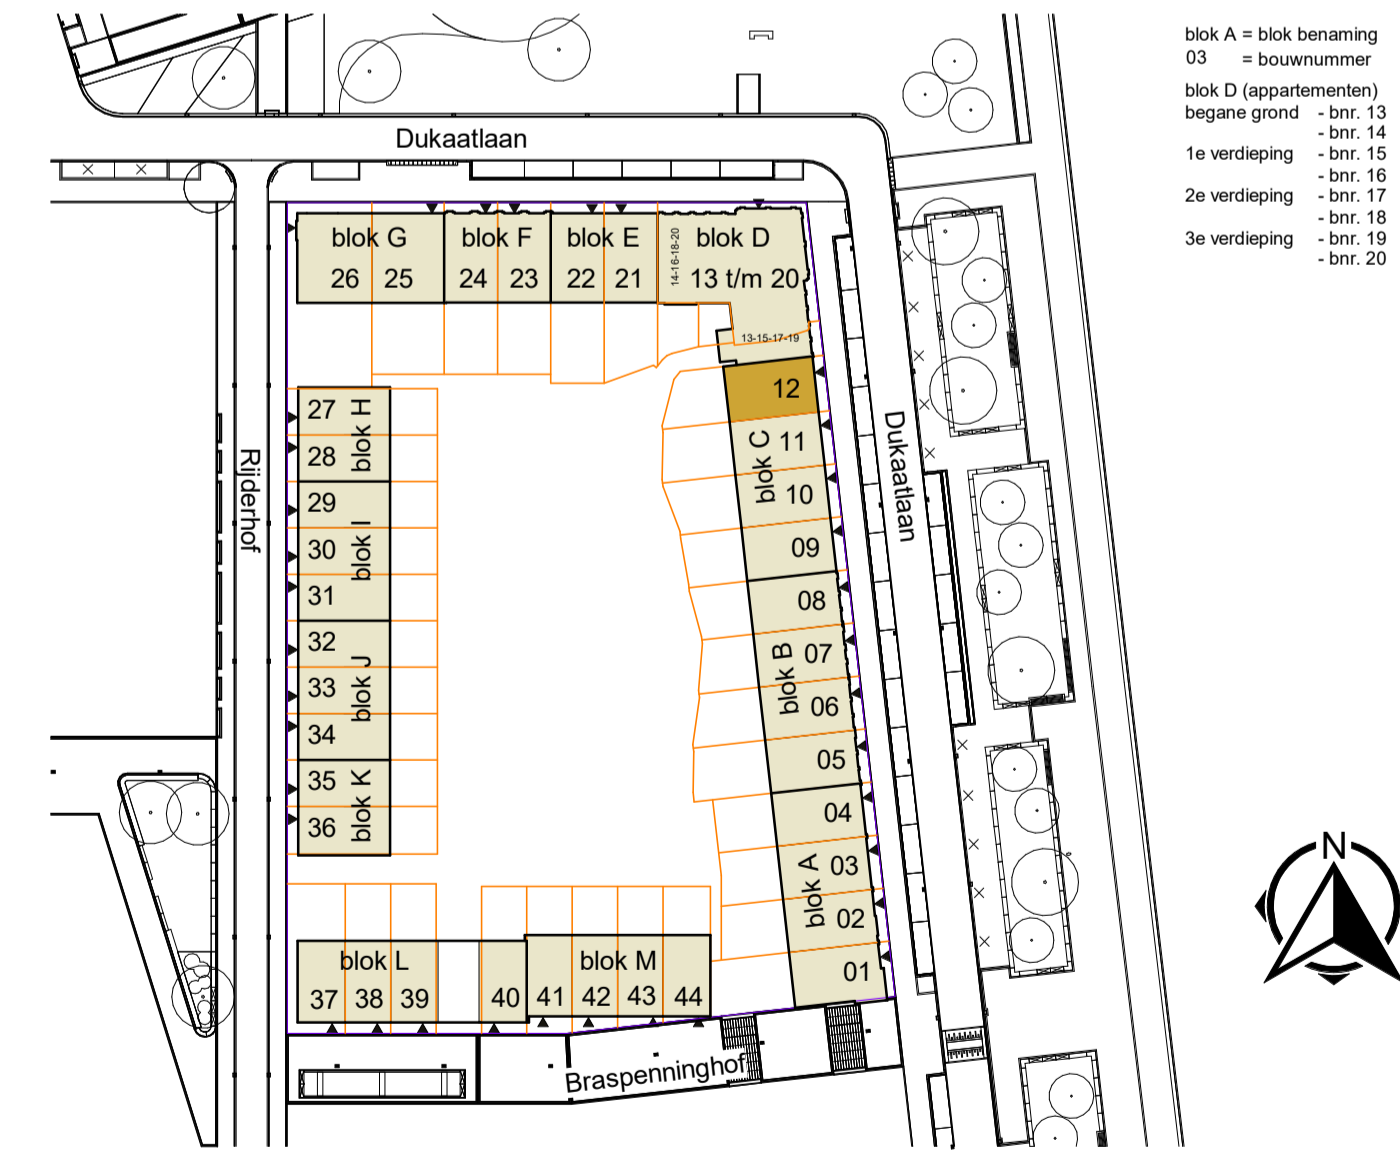 blok A = blok benaming
03 = bouwnummer
blok D (appartementen)
begane grond - bnr. 13
- bnr. 14
1e verdieping - bnr. 15
- bnr. 16
2e verdieping - bnr. 17
- bnr. 18
3e verdieping - bnr. 19
- bnr. 20
Dukaatlaan
blok G
26 25
blok F
24 23
blok E
22 21
14-16-18-20
blok D
13 t/m 20
13-15-17-19
12
11
blok C
10
09
08
07
blok B
06
05
04
03
blok A
02
01
Dukaatlaan
Rijderhof
27
blok H
28
29
30
blok I
31
32
33
blok J
34
35
blok K
36
blok L
37 38 39 40
blok M
41 42 43 44
Braspenninghof
N